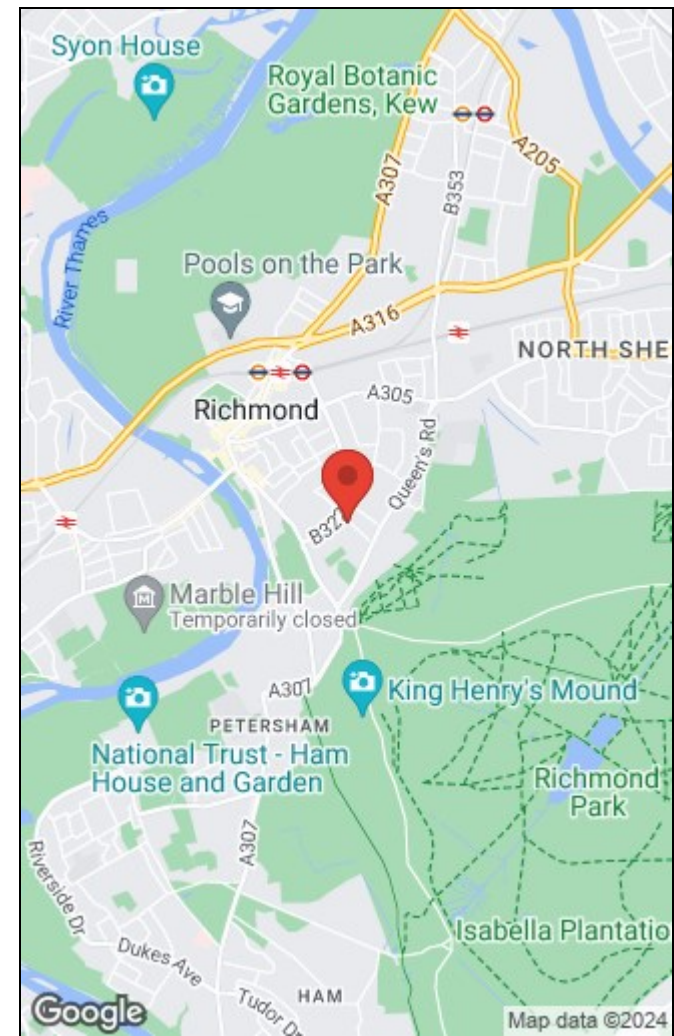 Syon House
Royal Botanic
Gardens, Kew
A205
A307
B353
River Thames
Pools on the Park
A316
NORTH SHE
A305
Richmond
Queen's Rd
Marble Hill
Temporarily closed
A307
King Henry's Mound
PETERSHAM
National Trust - Ham
House and Garden
Richmond
Park
A307
Riverside Dr
Isabella Plantatio
Dukes Ave
HAM
Tudor Dr
Google
Map data ©2024